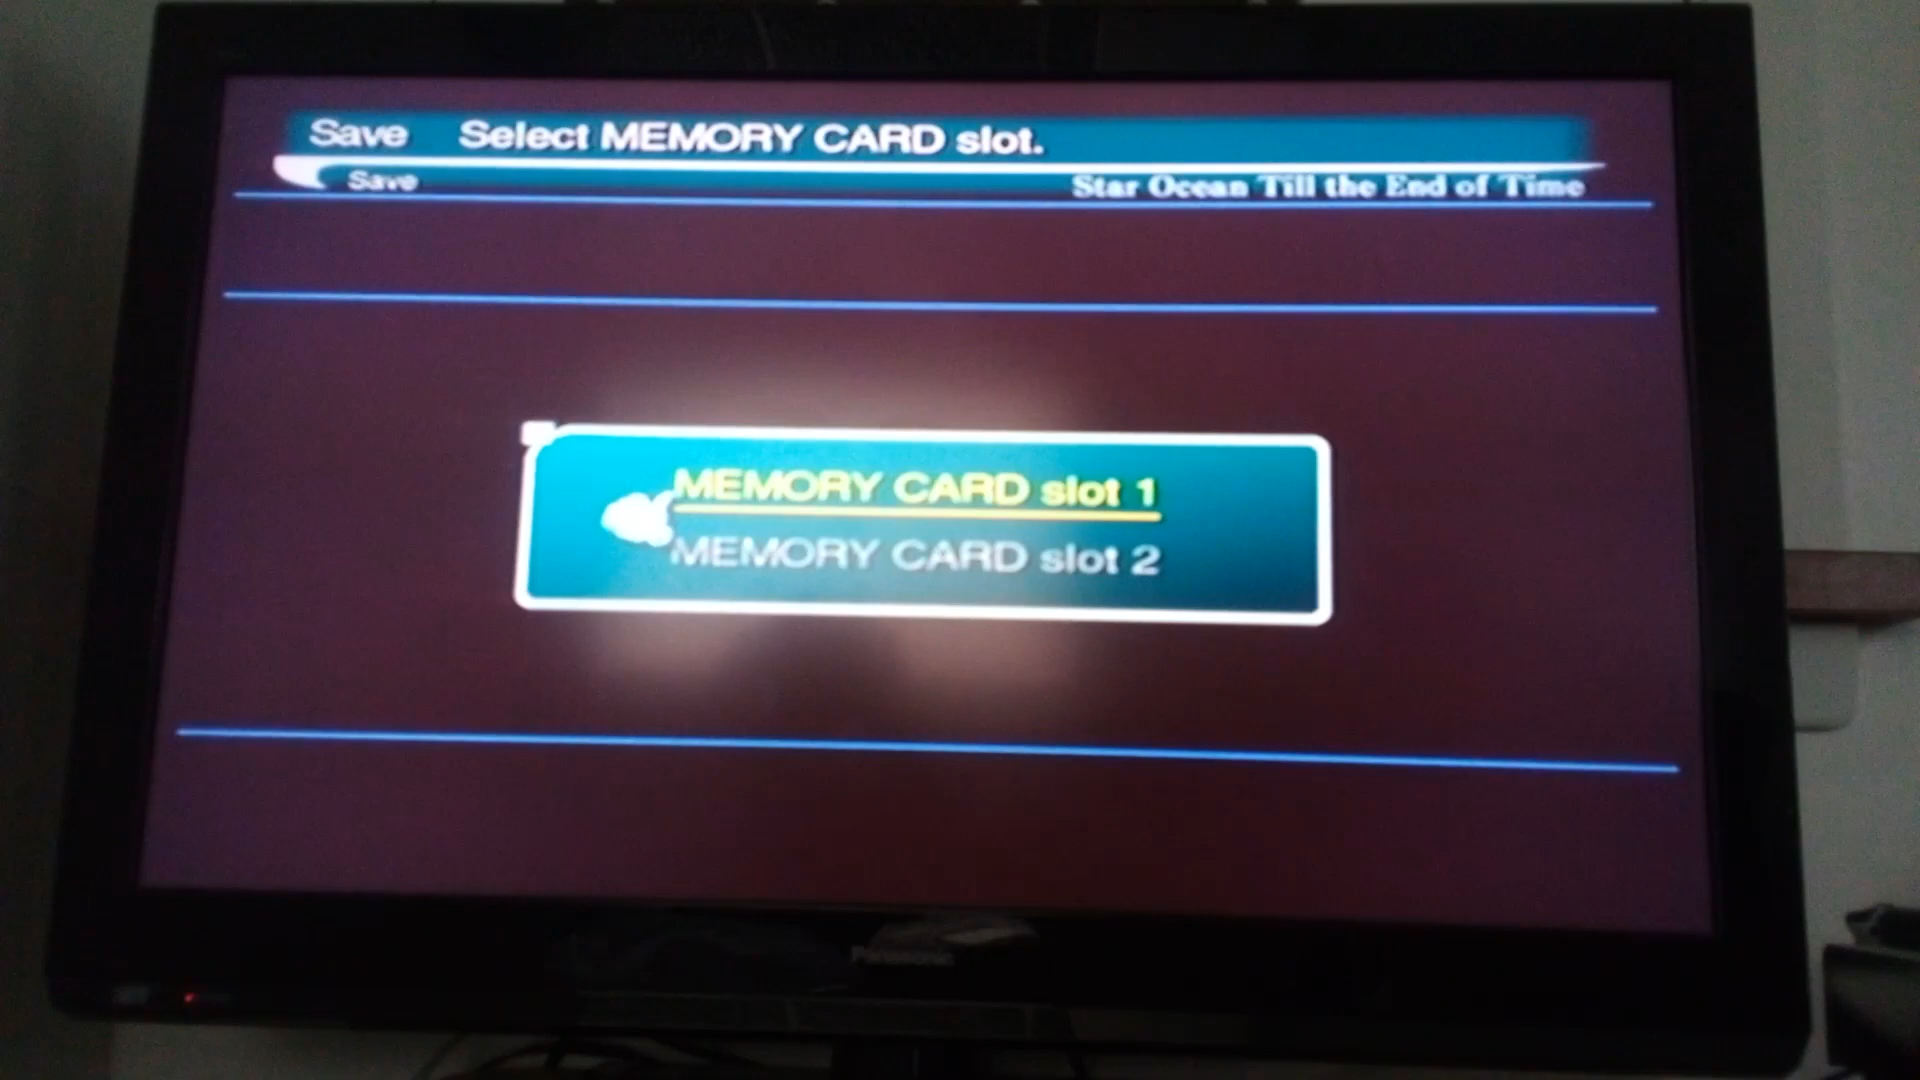 Save Select MEMORY CARD slot.
Save Star Ocean Till the End of Time
MEMORY CARD slot 1
MEMORY CARD slot 2
Panasonic